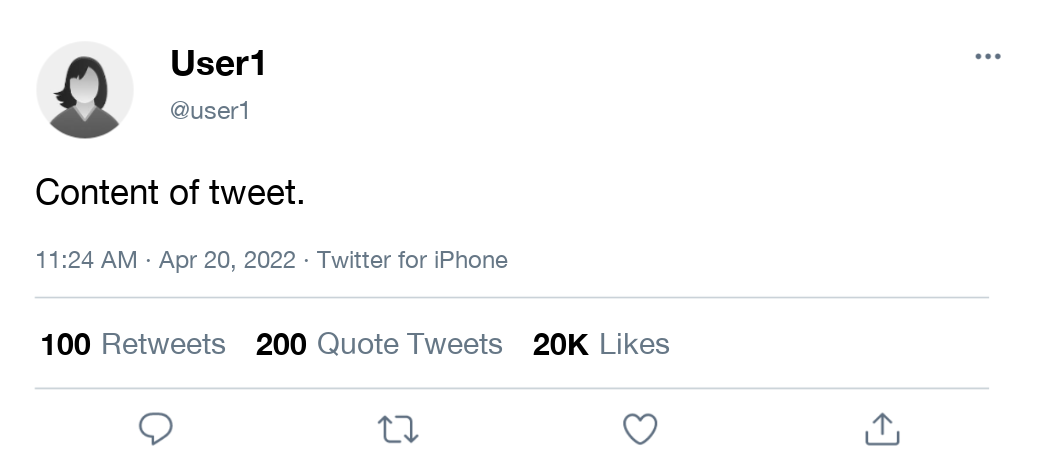 User1
@user1
Content of tweet.
11:24 AM · Apr 20, 2022 · Twitter for iPhone
100 Retweets 200 Quote Tweets 20K Likes